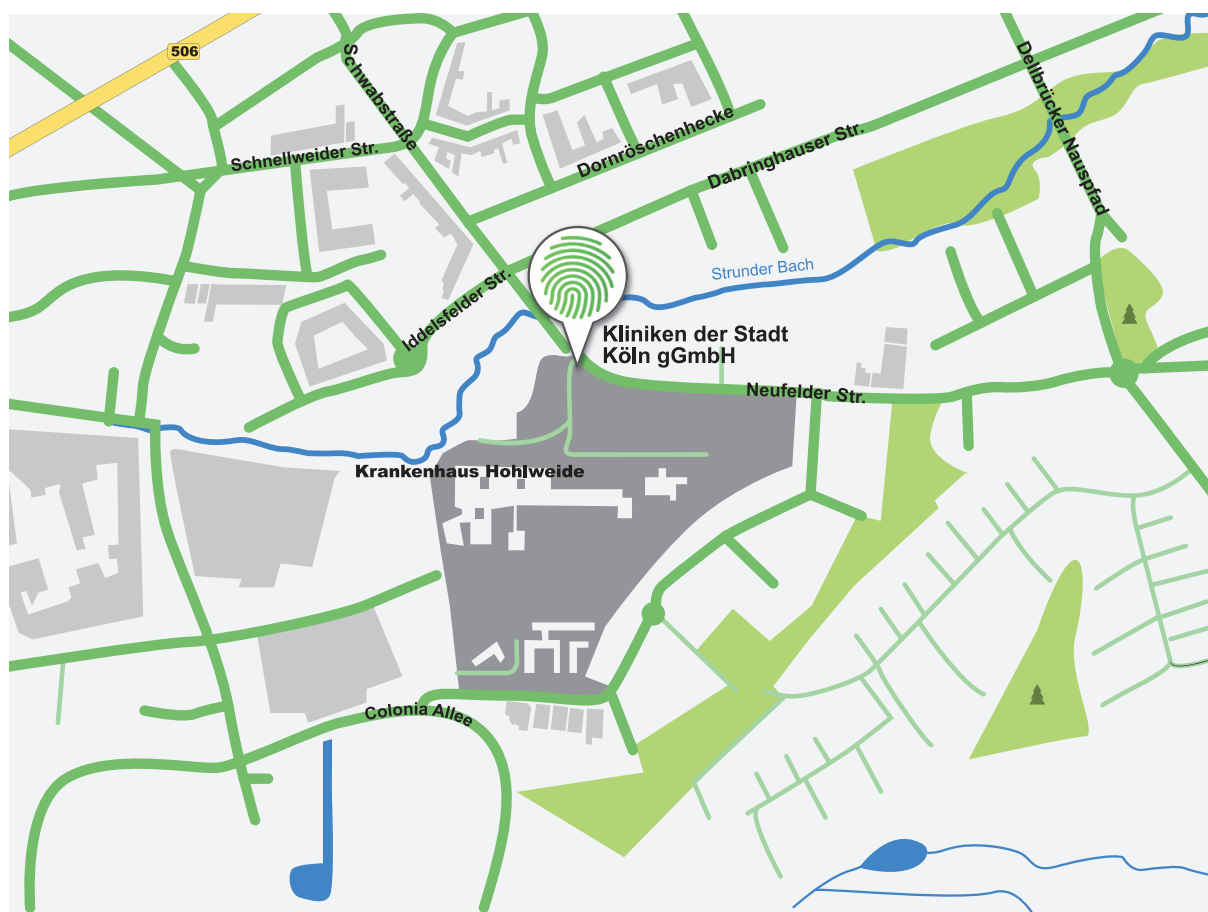 506
Schwabstraße
Dellbrücker Nauspfad
Schnellweider Str.
Dornröschenhecke
Dabringhauser Str.
Iddelsfelder Str.
Strunder Bach
Kliniken der Stadt
Köln gGmbH
Neufelder Str.
Krankenhaus Hohlweide
Colonia Allee